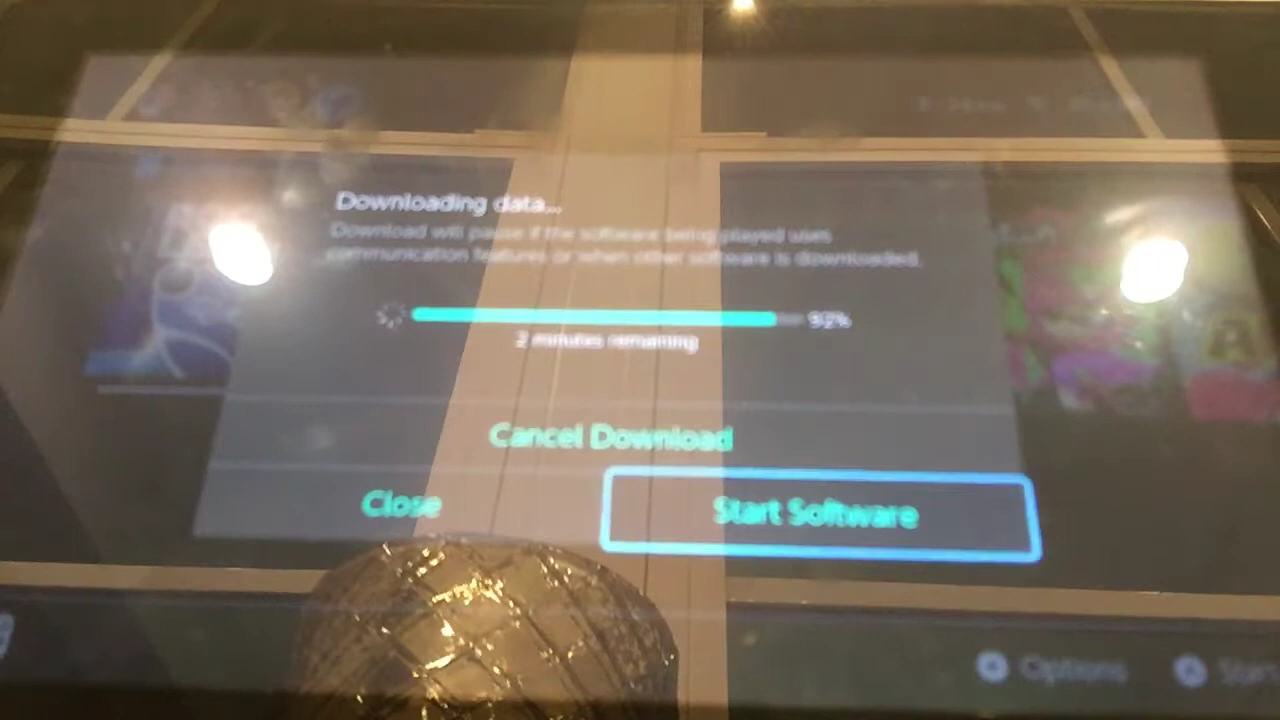 Downloading data...
Download will pause if the software being played uses
communication features or when other software is downloaded.
92%
2 minutes remaining
Cancel Download
Close
Start Software
Options
Start